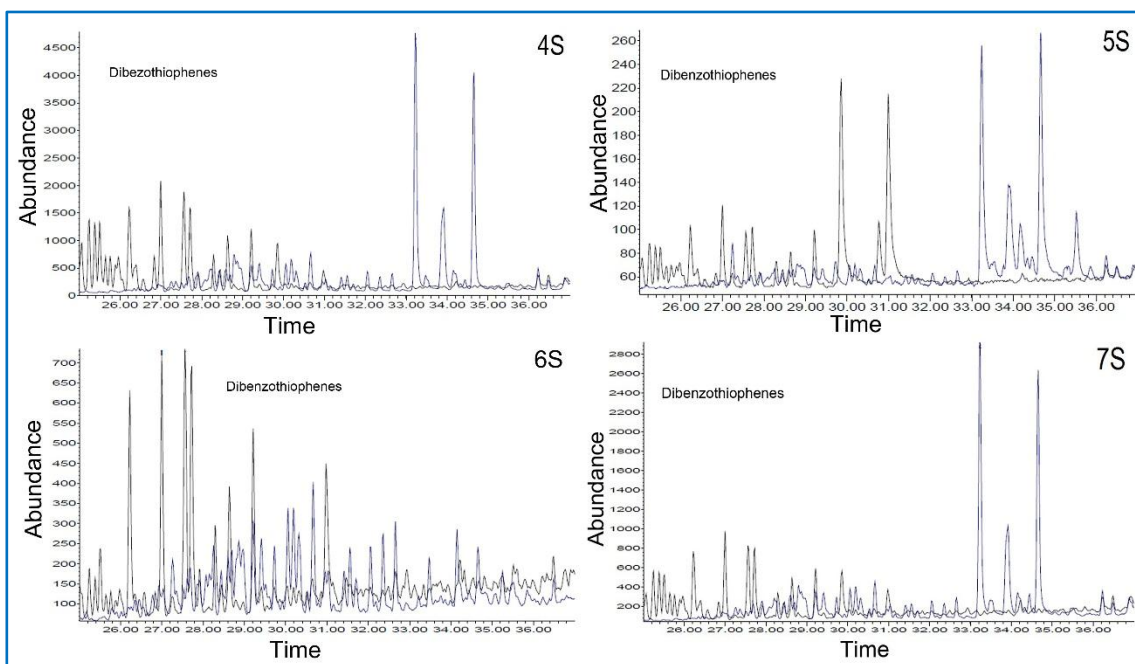 4S
Dibezothiophenes
Abundance
4500
4000
3500
3000
2500
2000
1500
1000
500
0
26.00 27.00 28.00 29.00 30.00 31.00 32.00 33.00 34.00 35.00 36.00
Time
5S
Dibenzothiophenes
Abundance
260
240
220
200
180
160
140
120
100
80
60
26.00 27.00 28.00 29.00 30.00 31.00 32.00 33.00 34.00 35.00 36.00
Time
6S
Dibenzothiophenes
Abundance
700
650
600
550
500
450
400
350
300
250
200
150
100
26.00 27.00 28.00 29.00 30.00 31.00 32.00 33.00 34.00 35.00 36.00
Time
7S
Dibenzothiophenes
Abundance
2800
2600
2400
2200
2000
1800
1600
1400
1200
1000
800
600
400
200
26.00 27.00 28.00 29.00 30.00 31.00 32.00 33.00 34.00 35.00 36.00
Time